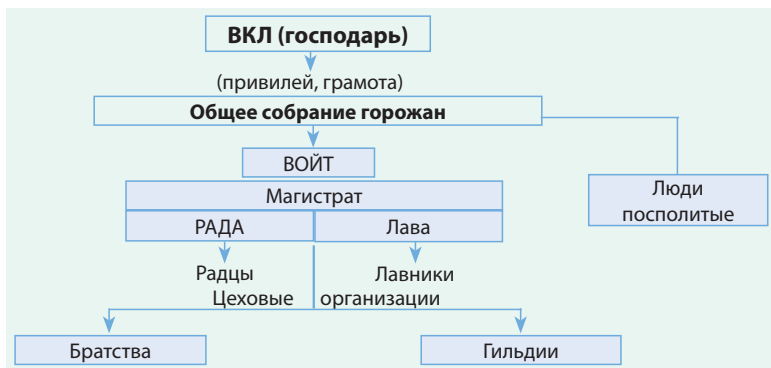 ВКЛ (господарь)
(привилей, грамота)
Общее собрание горожан
ВОЙТ
Магистрат
Люди
посполитые
РАДА
Лава
Радцы
Лавники
Цеховые организации
Братства
Гильдии